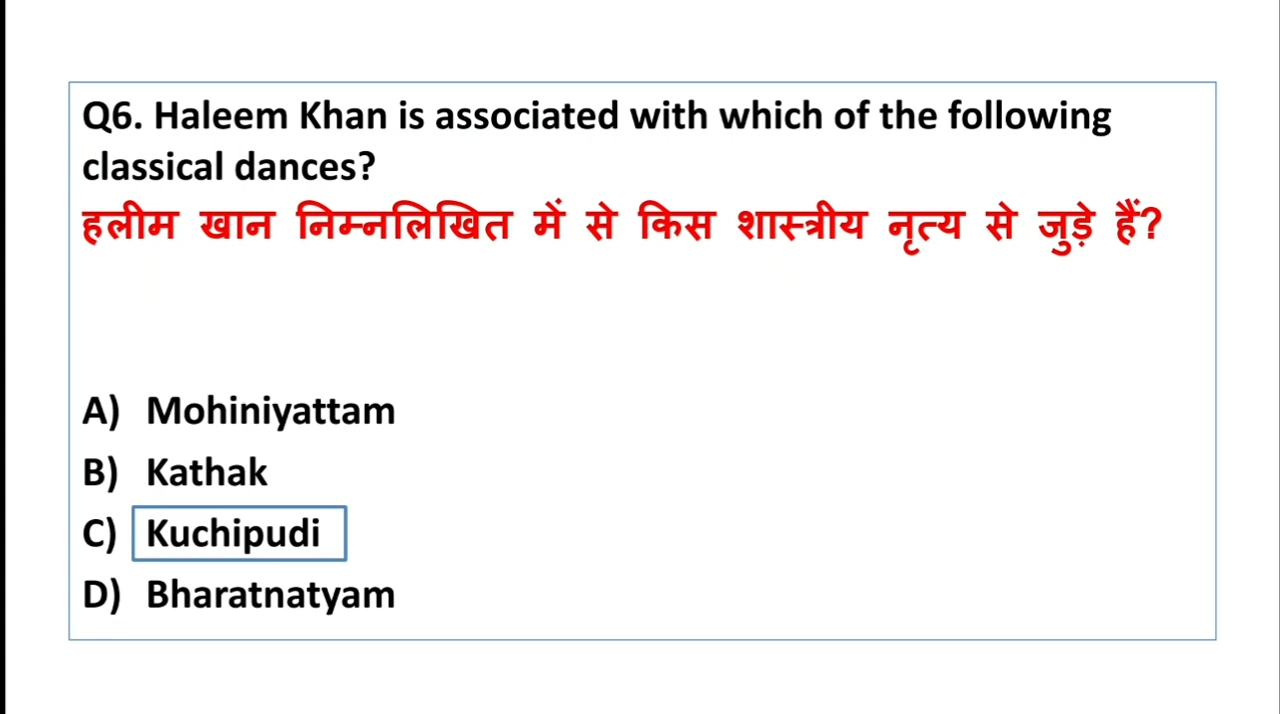 Q6. Haleem Khan is associated with which of the following
classical dances?
हलीम खान निम्नलिखित में से किस शास्त्रीय नृत्य से जुड़े हैं?
A) Mohiniyattam
B) Kathak
C) Kuchipudi
D) Bharatnatyam